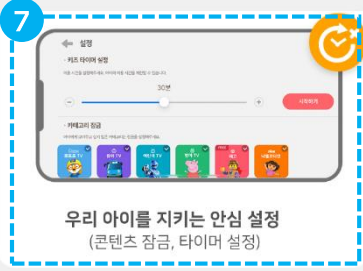 7
설정
· 키즈 타이머 설정
30분
시작하기
· 카테고리 잠금
우리 아이를 지키는 안심 설정
(콘텐츠 잠금, 타이머 설정)